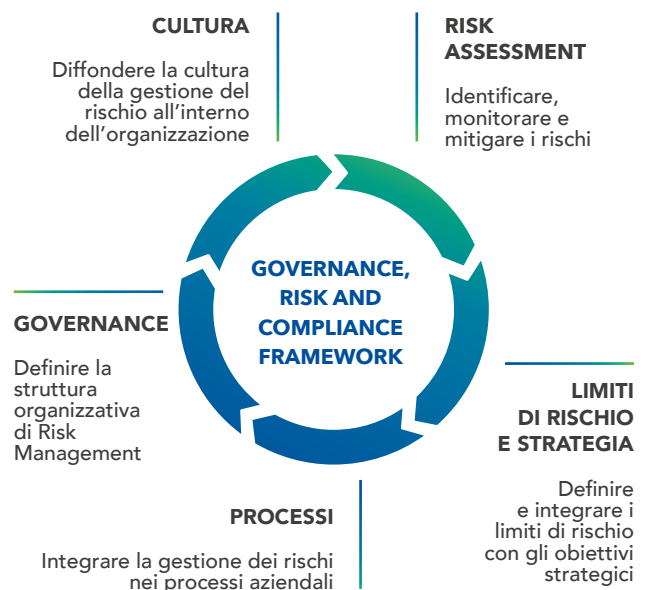 CULTURA
Diffondere la cultura
della gestione del
rischio all’interno
dell’organizzazione
RISK
ASSESSMENT
Identificare,
monitorare e
mitigare i rischi
GOVERNANCE,
RISK AND
COMPLIANCE
FRAMEWORK
GOVERNANCE
Definire la
struttura
organizzativa
di Risk
Management
LIMITI
DI RISCHIO
E STRATEGIA
Definire
e integrare i
limiti di rischio
con gli obiettivi
strategici
PROCESSI
Integrare la gestione dei rischi
nei processi aziendali